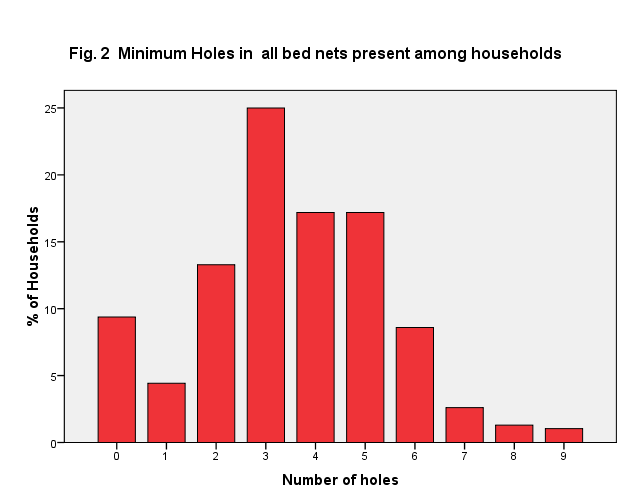 Fig. 2  Minimum Holes in  all bed nets present among households
25
20
15
10
5
0
% of Households
0 1 2 3 4 5 6 7 8 9
Number of holes